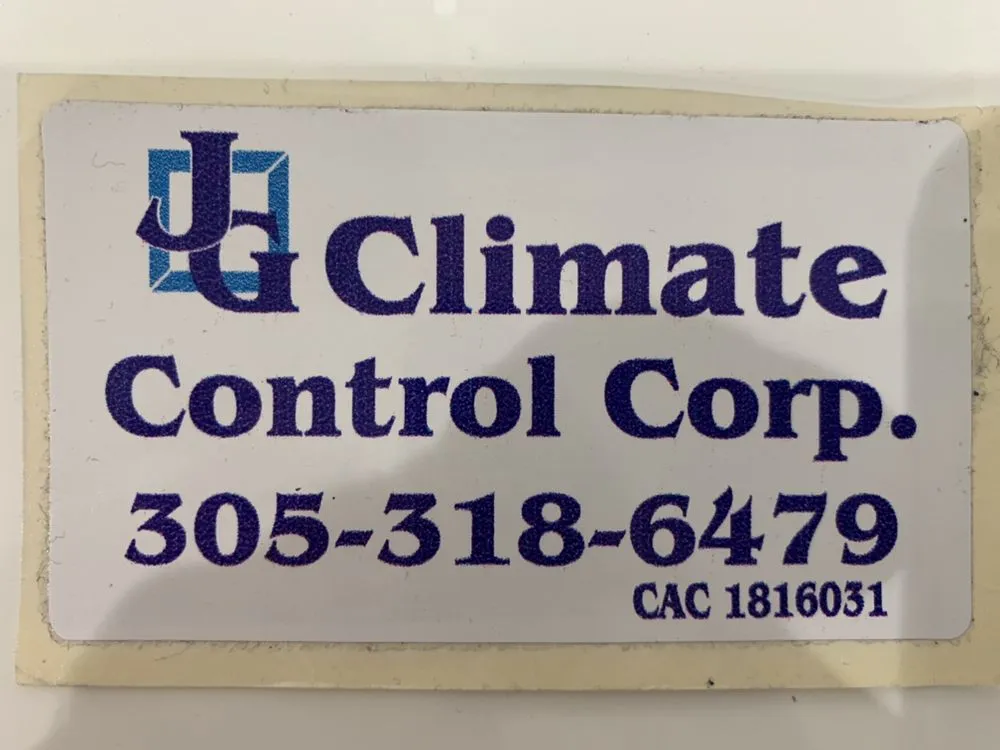 JG Climate
Control Corp.
305-318-6479
CAC 1816031